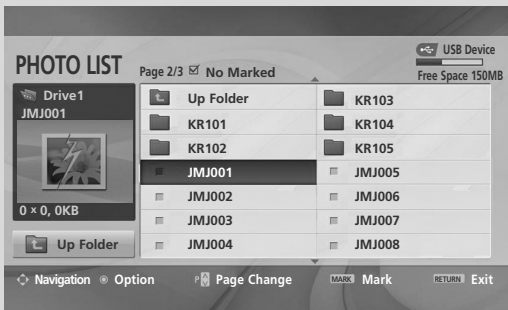 USB Device
PHOTO LIST
Page 2/3 No Marked
Free Space 150MB
Drive1
JMJ001
0 × 0, 0KB
Up Folder
Up Folder
KR101
KR102
JMJ001
JMJ002
JMJ003
JMJ004
KR103
KR104
KR105
JMJ005
JMJ006
JMJ007
JMJ008
Navigation Option P Page Change MARK Mark RETURN Exit